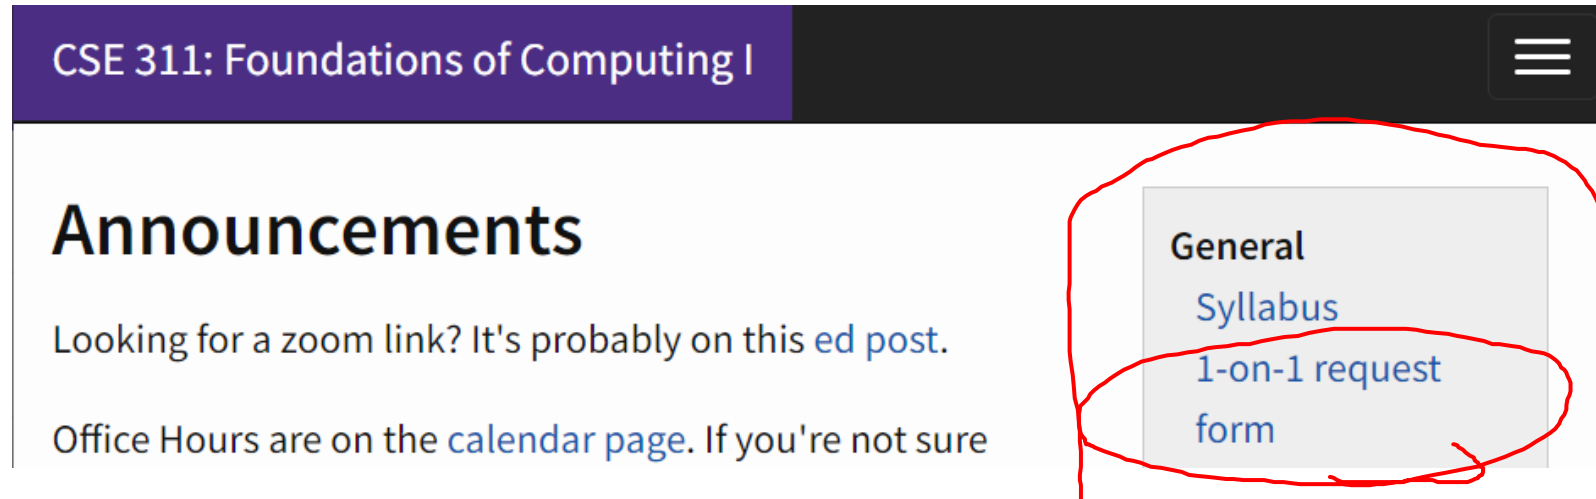 CSE 311: Foundations of Computing I
Announcements
Looking for a zoom link? It's probably on this ed post.
Office Hours are on the calendar page. If you're not sure
General
Syllabus
1-on-1 request
form